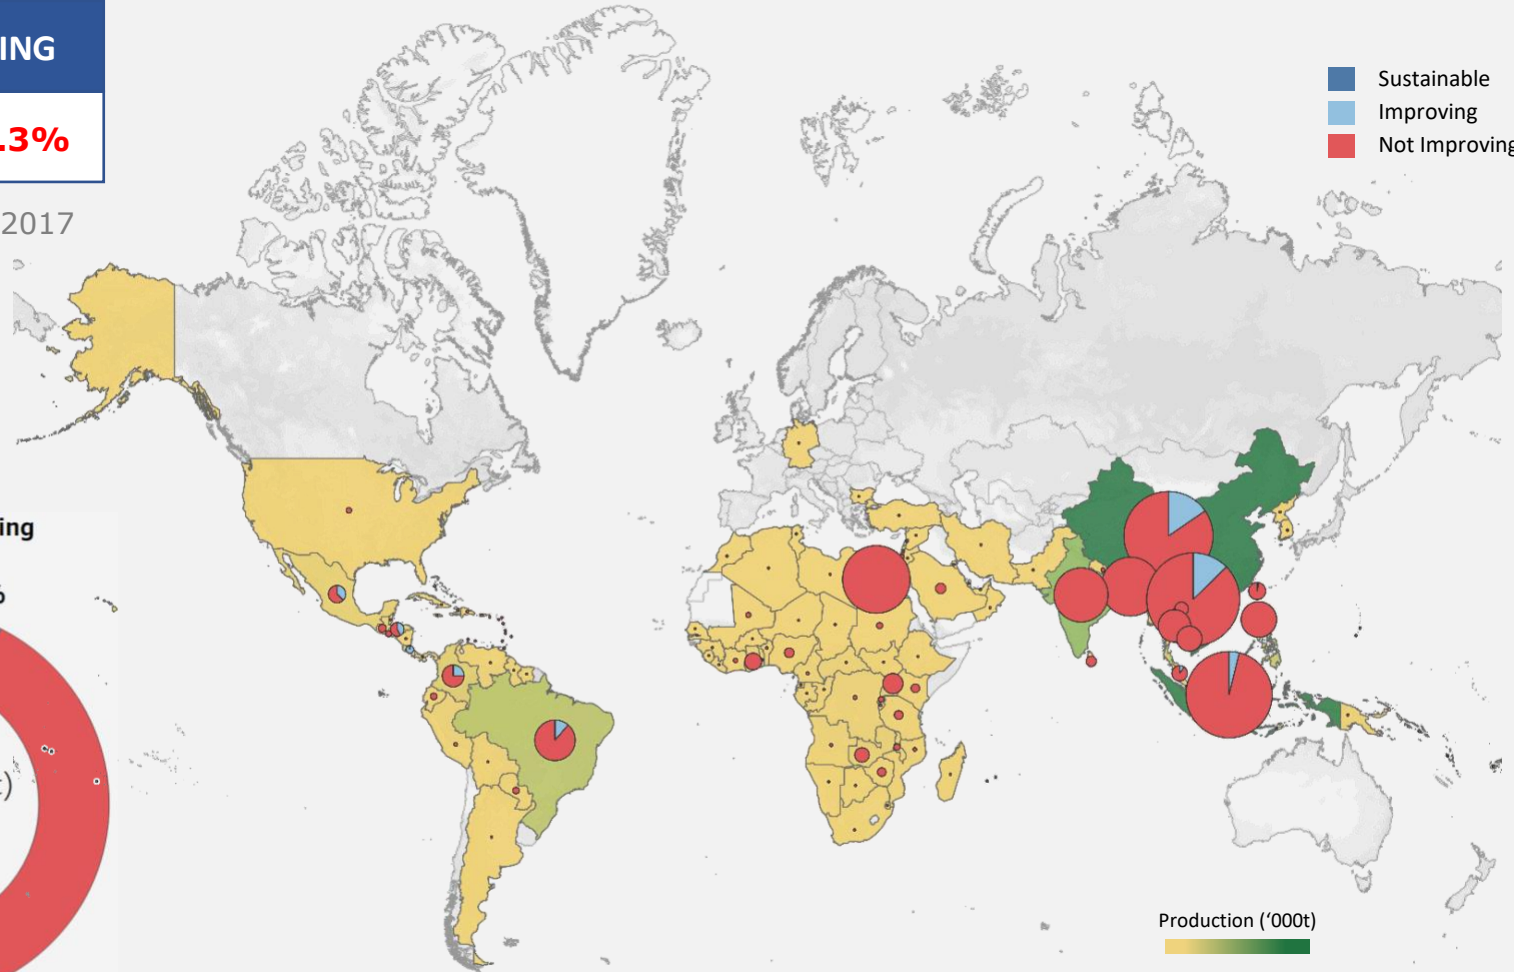 ING
.3%
2017
Sustainable
Improving
Not Improving
ing
%
t)
Production (‘000t)